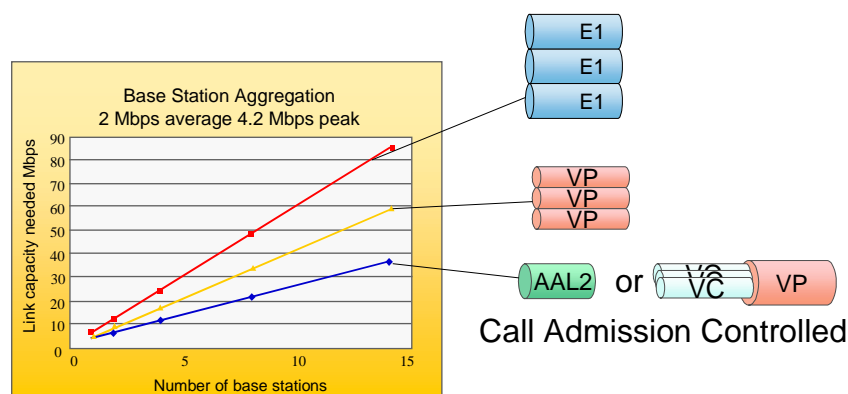 Base Station Aggregation
2 Mbps average 4.2 Mbps peak
Link capacity needed Mbps
90
80
70
60
50
40
30
20
10
0
0 5 10 15
Number of base stations
E1
E1
E1
VP
VP
VP
AAL2 or VC VC VP
Call Admission Controlled